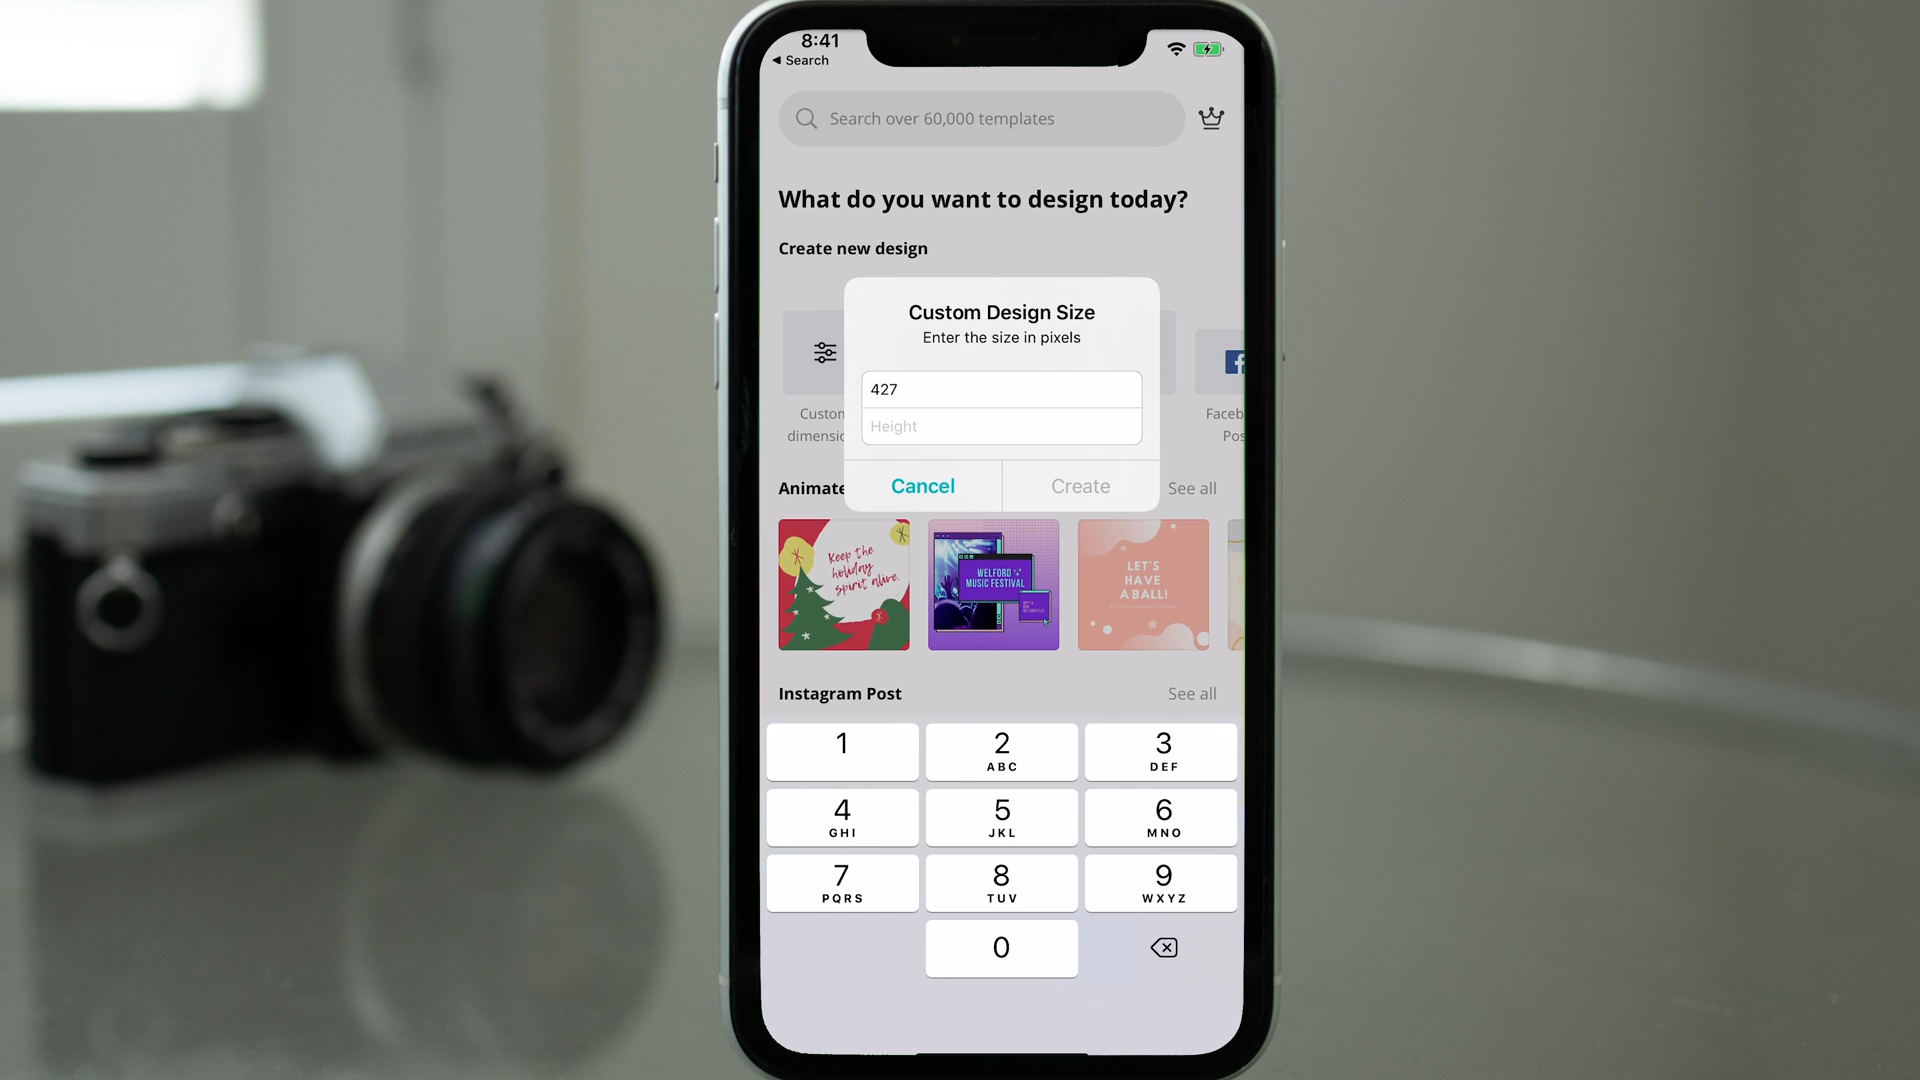 8:41
◀ Search
Search over 60,000 templates
What do you want to design today?
Create new design
Custom Design Size
Enter the size in pixels
427
Height
Cancel
Create
Custom
dimensio
Faceb
Pos
Animate
See all
Keep the
holiday
spirit alive.
WELFORD
MUSIC FESTIVAL
LET'S
HAVE
A BALL!
Instagram Post
See all
1
2
ABC
3
DEF
4
GHI
5
JKL
6
MNO
7
PQRS
8
TUV
9
WXYZ
0